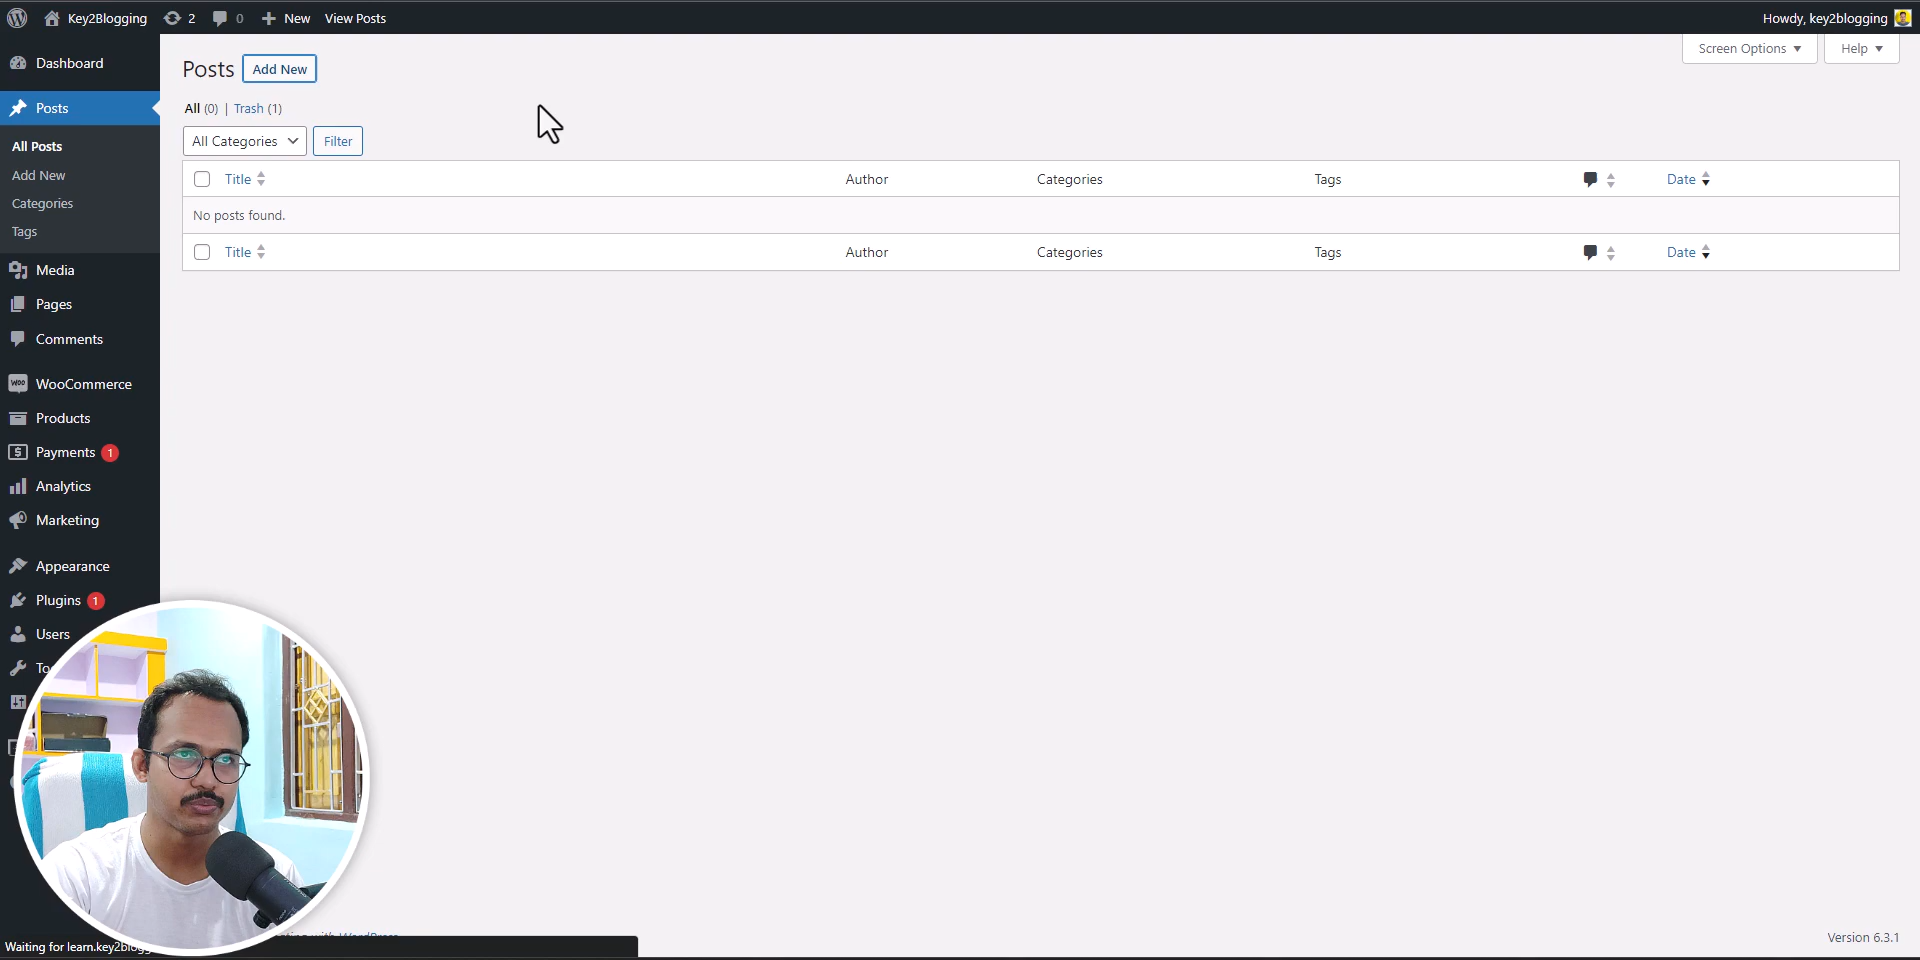 Key2Blogging 2 0 New View Posts Howdy, key2blogging
Screen Options Help
Dashboard
Posts
All Posts
Add New
Categories
Tags
Media
Pages
Comments
WooCommerce
Products
Payments 1
Analytics
Marketing
Appearance
Plugins 1
Users
Posts Add New
All (0) | Trash (1)
All Categories Filter
Title Author Categories Tags Date
No posts found.
Title Author Categories Tags Date
WordPress
Version 6.3.1
Waiting for learn.key2blogg